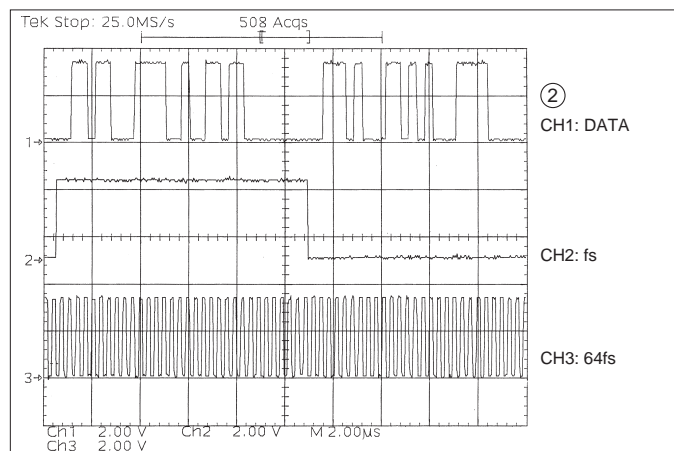 Tek Stop: 25.0MS/s 508 Acqs
②
1
CH1: DATA
2
CH2: fs
CH3: 64fs
3
Ch1 2.00 V Ch2 2.00 V M 2.00µs
Ch3 2.00 V